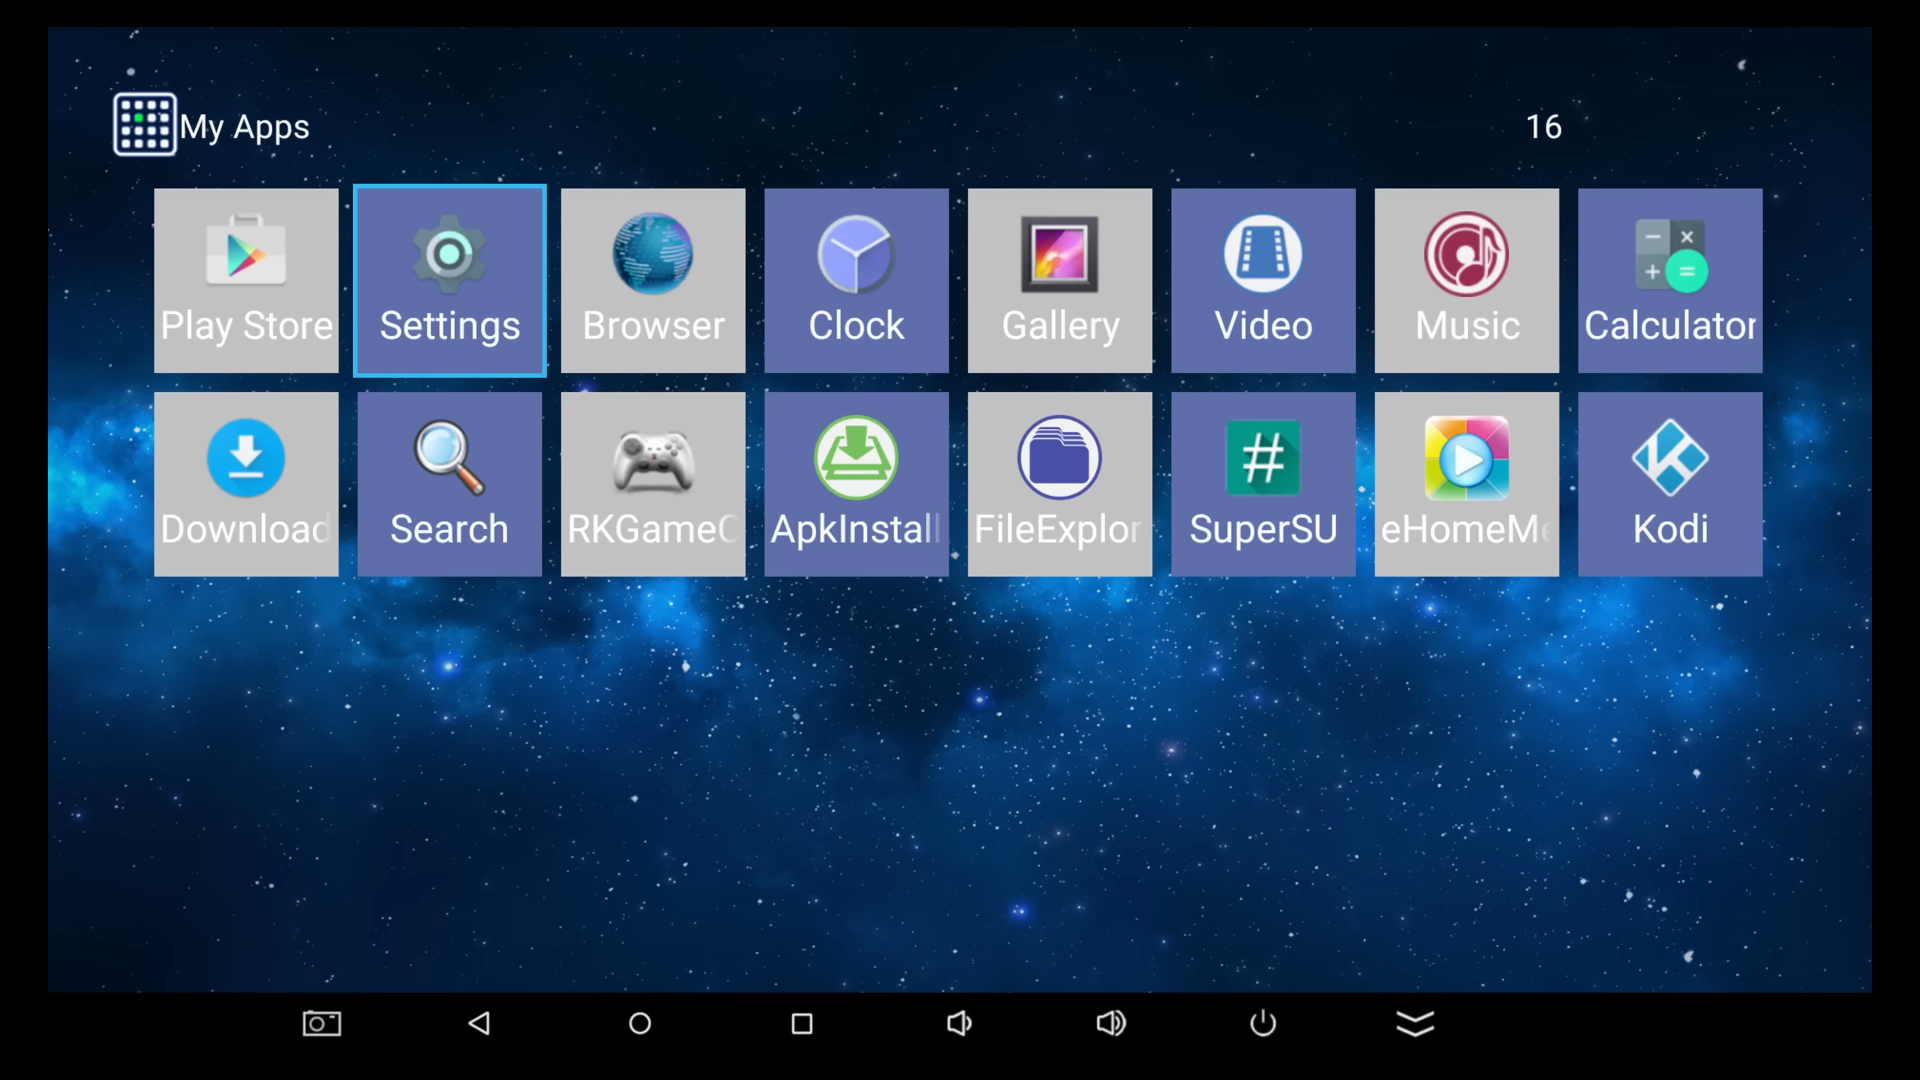 My Apps 16
Play Store Settings Browser Clock Gallery Video Music Calculator
Download Search RKGameC ApkInstall FileExplor SuperSU eHomeMe Kodi